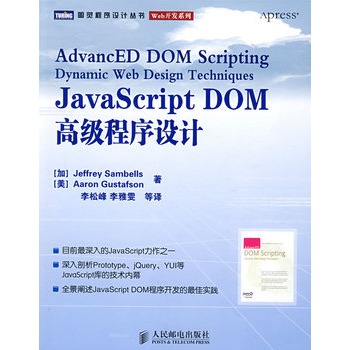 TURING 图灵程序设计丛书 Web开发系列
Apress®
AdvancED DOM Scripting
Dynamic Web Design Techniques
JavaScript DOM
高级程序设计
[加] Jeffrey Sambells
[美] Aaron Gustafson 著
李松峰 李雅雯 等译
目前最深入的JavaScript力作之一
深入剖析Prototype、jQuery、YUI等
JavaScript库的技术内幕
全景阐述JavaScript DOM程序开发的最佳实践
DOM Scripting
人民邮电出版社
POSTS & TELECOM PRESS